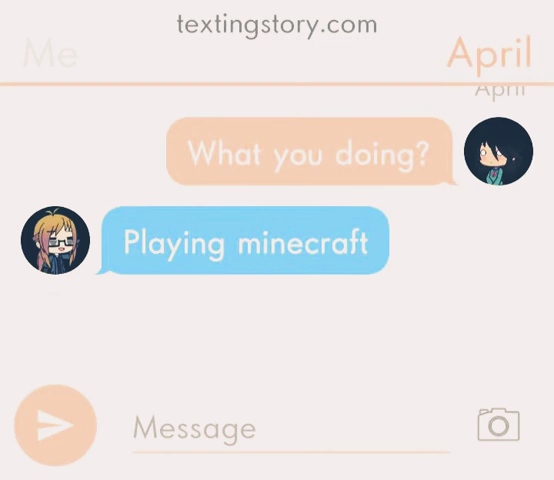 textingstory.com
Me
April
April
What you doing?
Playing minecraft
Message